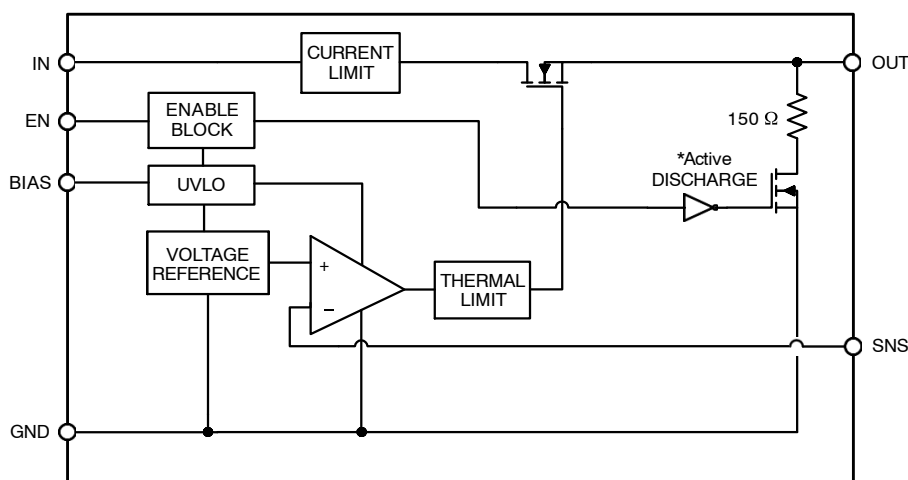 IN
CURRENT
LIMIT
OUT
EN
ENABLE
BLOCK
150 Ω
BIAS
UVLO
*Active
DISCHARGE
VOLTAGE
REFERENCE
+
−
THERMAL
LIMIT
SNS
GND